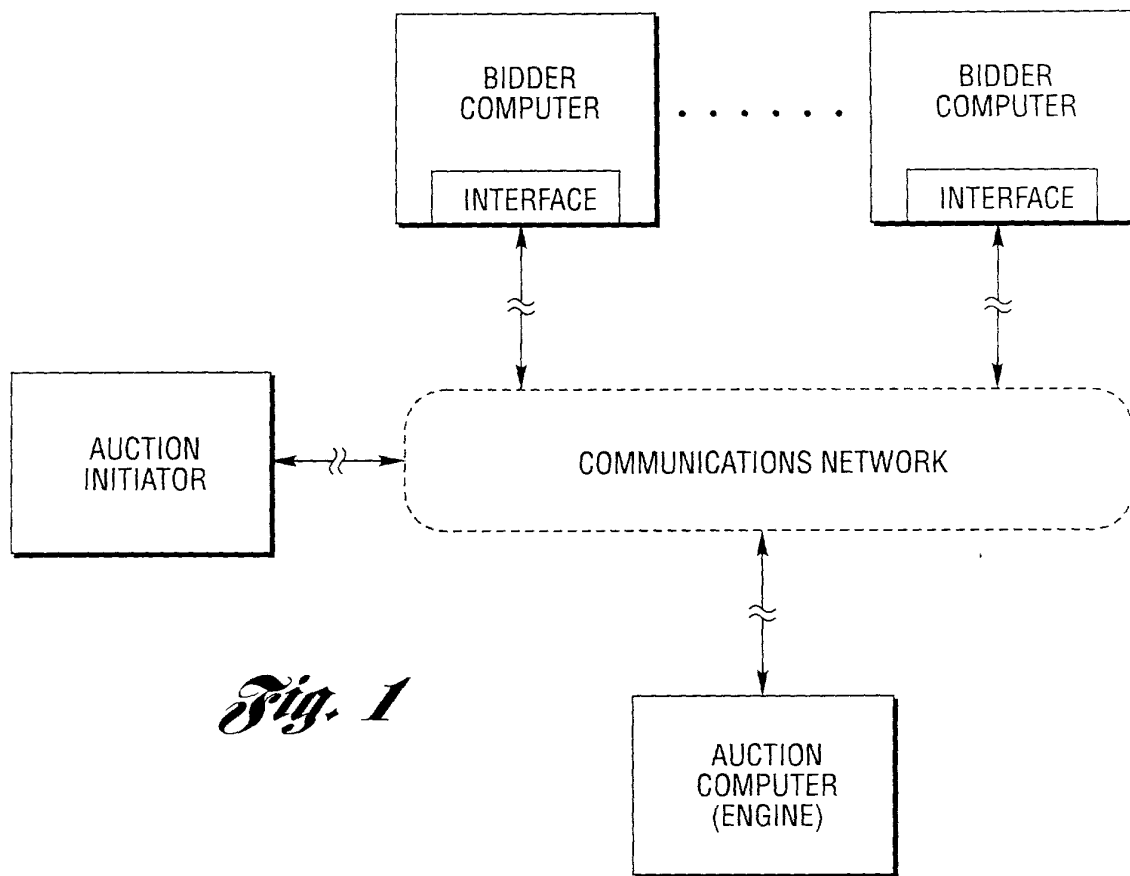 BIDDER
COMPUTER
INTERFACE
BIDDER
COMPUTER
INTERFACE
AUCTION
INITIATOR
COMMUNICATIONS NETWORK
AUCTION
COMPUTER
(ENGINE)
Fig. 1